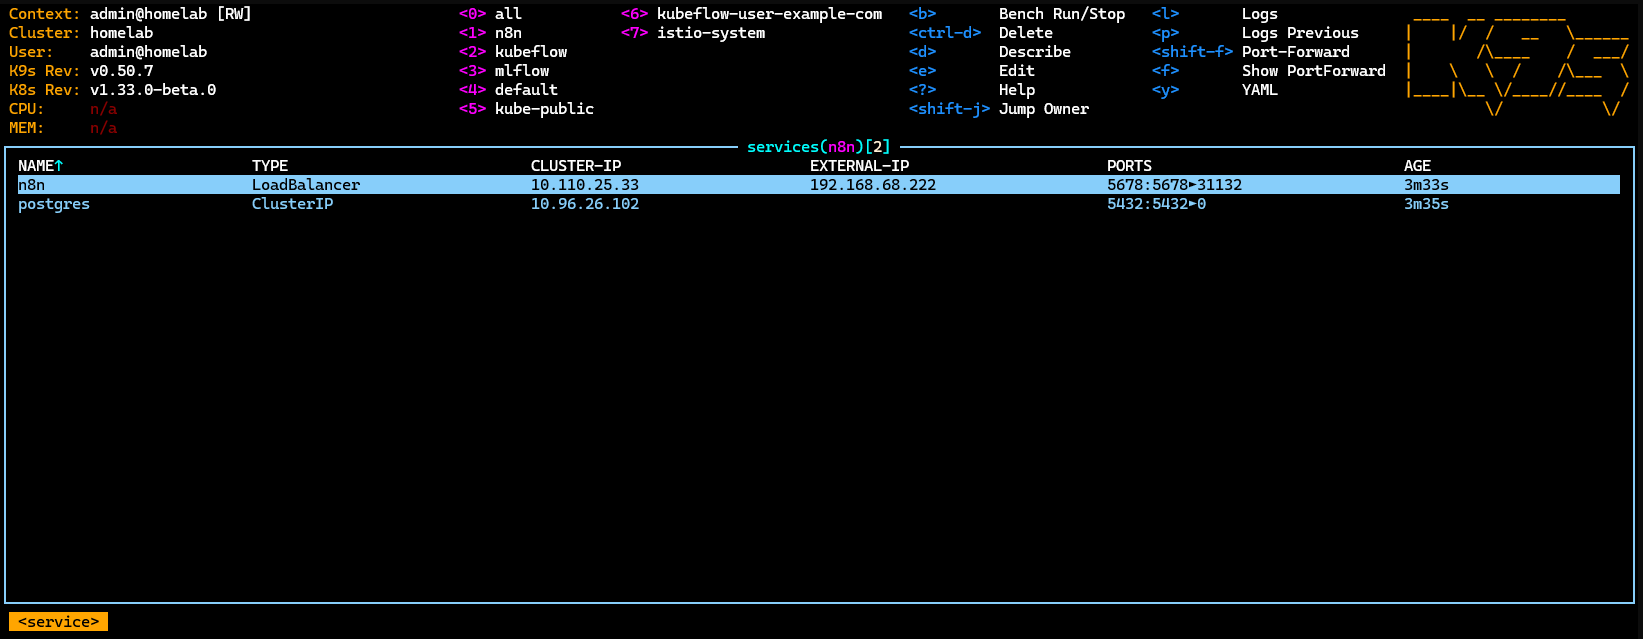 Context: admin@homelab [RW] <0> all <6> kubeflow-user-example-com <b> Bench Run/Stop <l> Logs
Cluster: homelab <1> n8n <7> istio-system <ctrl-d> Delete <p> Logs Previous
User: admin@homelab <2> kubeflow <d> Describe <shift-f> Port-Forward
K9s Rev: v0.50.7 <3> mlflow <e> Edit <f> Show PortForward
K8s Rev: v1.33.0-beta.0 <4> default <?> Help <y> YAML
CPU: n/a <5> kube-public <shift-j> Jump Owner
MEM: n/a
services(n8n)[2]
NAME↑ TYPE CLUSTER-IP EXTERNAL-IP PORTS AGE
n8n LoadBalancer 10.110.25.33 192.168.68.222 5678:5678►31132 3m33s
postgres ClusterIP 10.96.26.102 5432:5432►0 3m35s
<service>